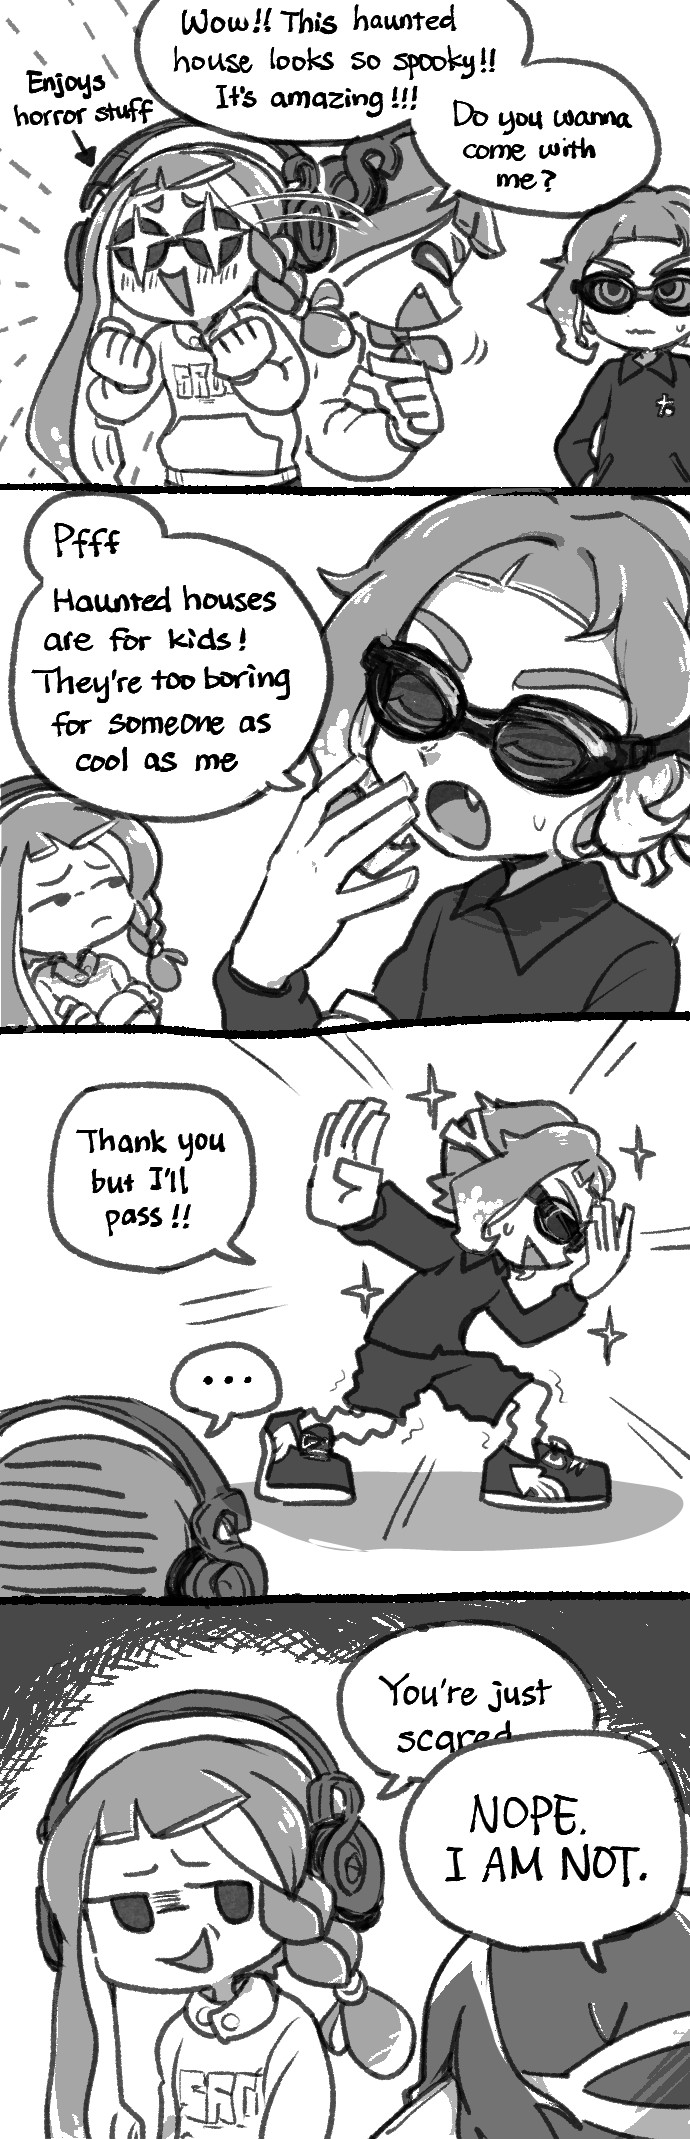 Wow!! This haunted
house looks so spooky!!
It's amazing!!!
Enjoys
horror stuff
Do you wanna
come with
me?
Pfff
Haunted houses
are for kids!
They're too boring
for someone as
cool as me
Thank you
but I'll
pass!!
...
You're just
scared
NOPE.
I AM NOT.